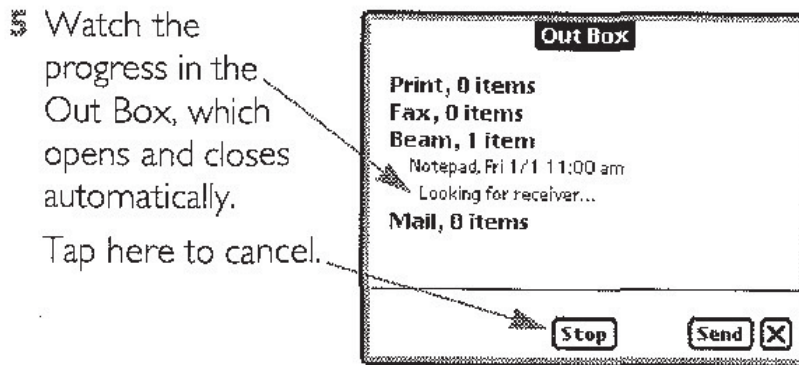 5 Watch the
progress in the
Out Box, which
opens and closes
automatically.
Tap here to cancel.
Out Box
Print, 0 items
Fax, 0 items
Beam, 1 item
Notepad, Fri 1/1 11:00 am
Looking for receiver...
Mail, 0 items
Stop Send X